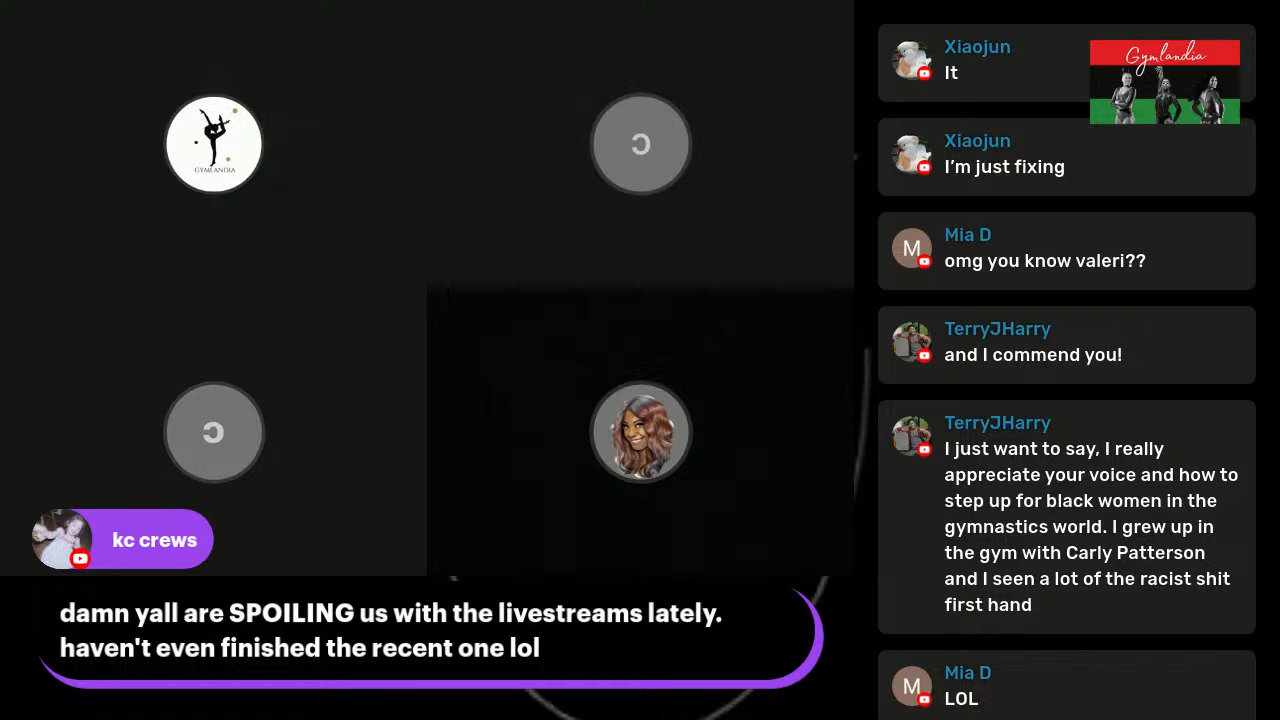 GYMLANDIA
Ɔ
Ɔ
kc crews
damn yall are SPOILING us with the livestreams lately.
haven't even finished the recent one lol
Xiaojun
It
Gymlandia
Xiaojun
I’m just fixing
M
Mia D
omg you know valeri??
TerryJHarry
and I commend you!
TerryJHarry
I just want to say, I really
appreciate your voice and how to
step up for black women in the
gymnastics world. I grew up in
the gym with Carly Patterson
and I seen a lot of the racist shit
first hand
M
Mia D
LOL